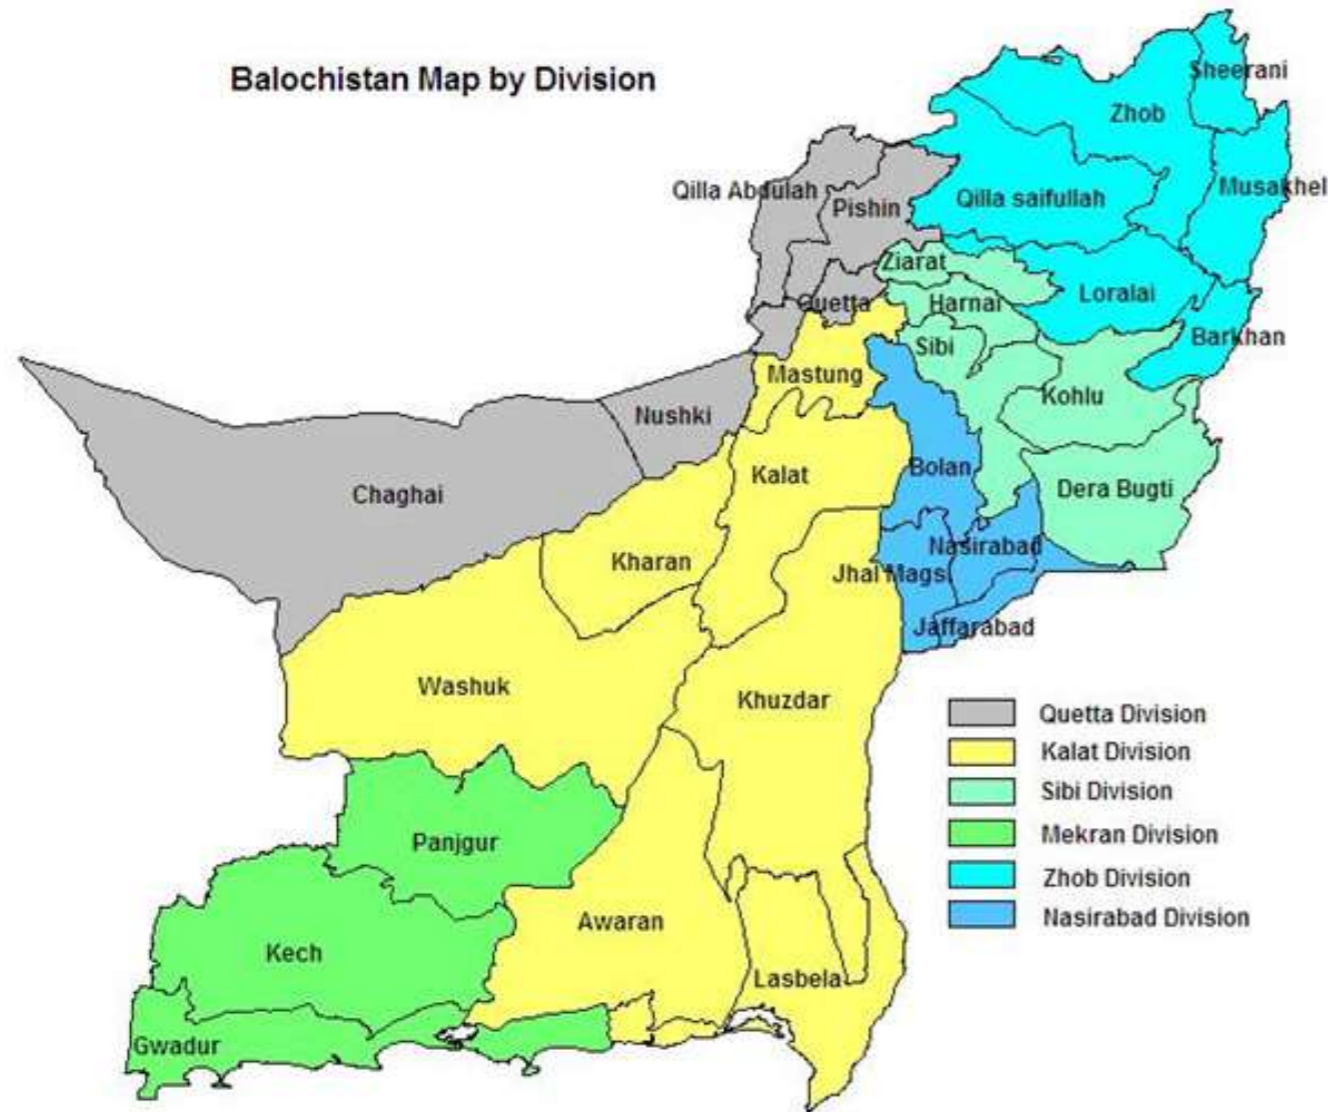 Balochistan Map by Division
Sheerani
Zhob
Qilla Abdulah
Pishin
Qilla saifullah
Musakhel
Ziarat
Quetta
Harnai
Loralai
Sibi
Barkhan
Mastung
Kohlu
Nushki
Kalat
Bolan
Chaghai
Dera Bugti
Nasirabad
Kharan
Jhal Mags
Jaffarabad
Washuk
Khuzdar
Panjgur
Awaran
Kech
Lasbela
Gwadur
Quetta Division
Kalat Division
Sibi Division
Mekran Division
Zhob Division
Nasirabad Division